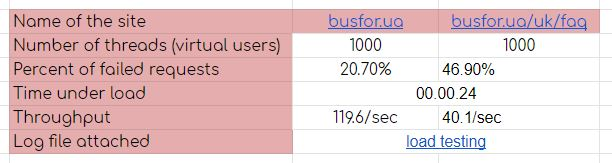 Name of the site busfor.ua busfor.ua/uk/faq
Number of threads (virtual users) 1000 1000
Percent of failed requests 20.70% 46.90%
Time under load 00.00.24
Throughput 119.6/sec 40.1/sec
Log file attached load testing